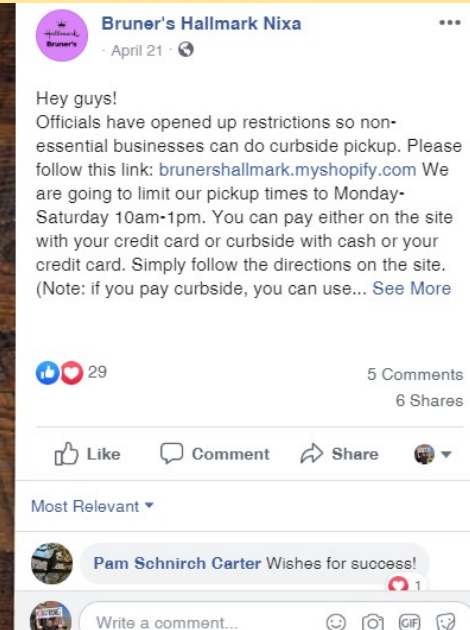 Hallmark
Bruner's
Bruner's Hallmark Nixa
· April 21 ·
Hey guys!
Officials have opened up restrictions so non-
essential businesses can do curbside pickup. Please
follow this link: brunershallmark.myshopify.com We
are going to limit our pickup times to Monday-
Saturday 10am-1pm. You can pay either on the site
with your credit card or curbside with cash or your
credit card. Simply follow the directions on the site.
(Note: if you pay curbside, you can use... See More
29
5 Comments
6 Shares
Like Comment Share
Most Relevant
Pam Schnirch Carter Wishes for success!
1
Write a comment...
GIF